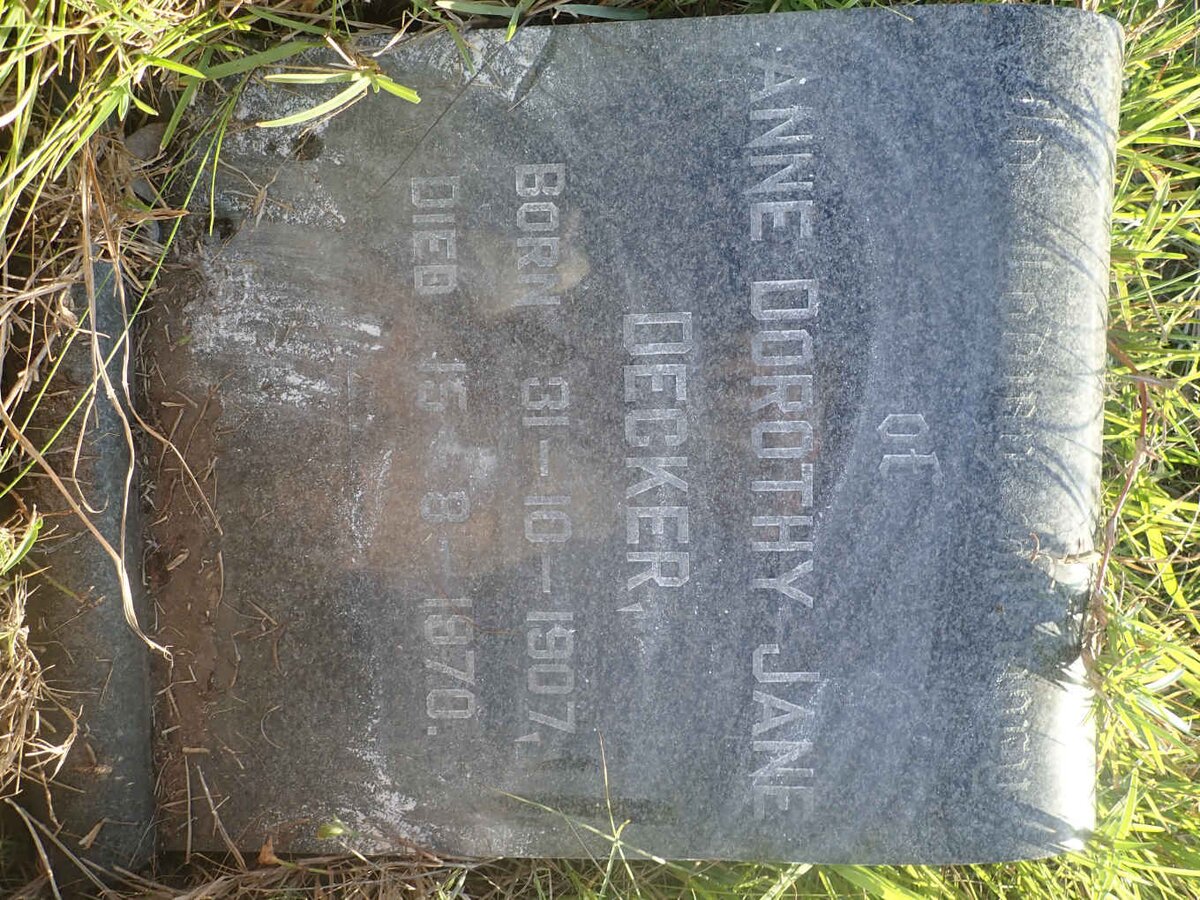 OF
ANNE DOROTHY JANE
DECKER,
BORN 31-10-1907,
DIED 15-8-1970.